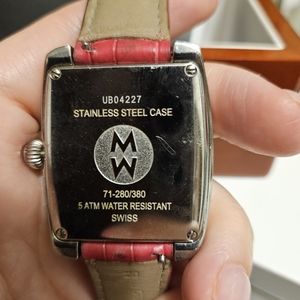 UB04227
STAINLESS STEEL CASE
MW
71-280/380
5 ATM WATER RESISTANT
SWISS